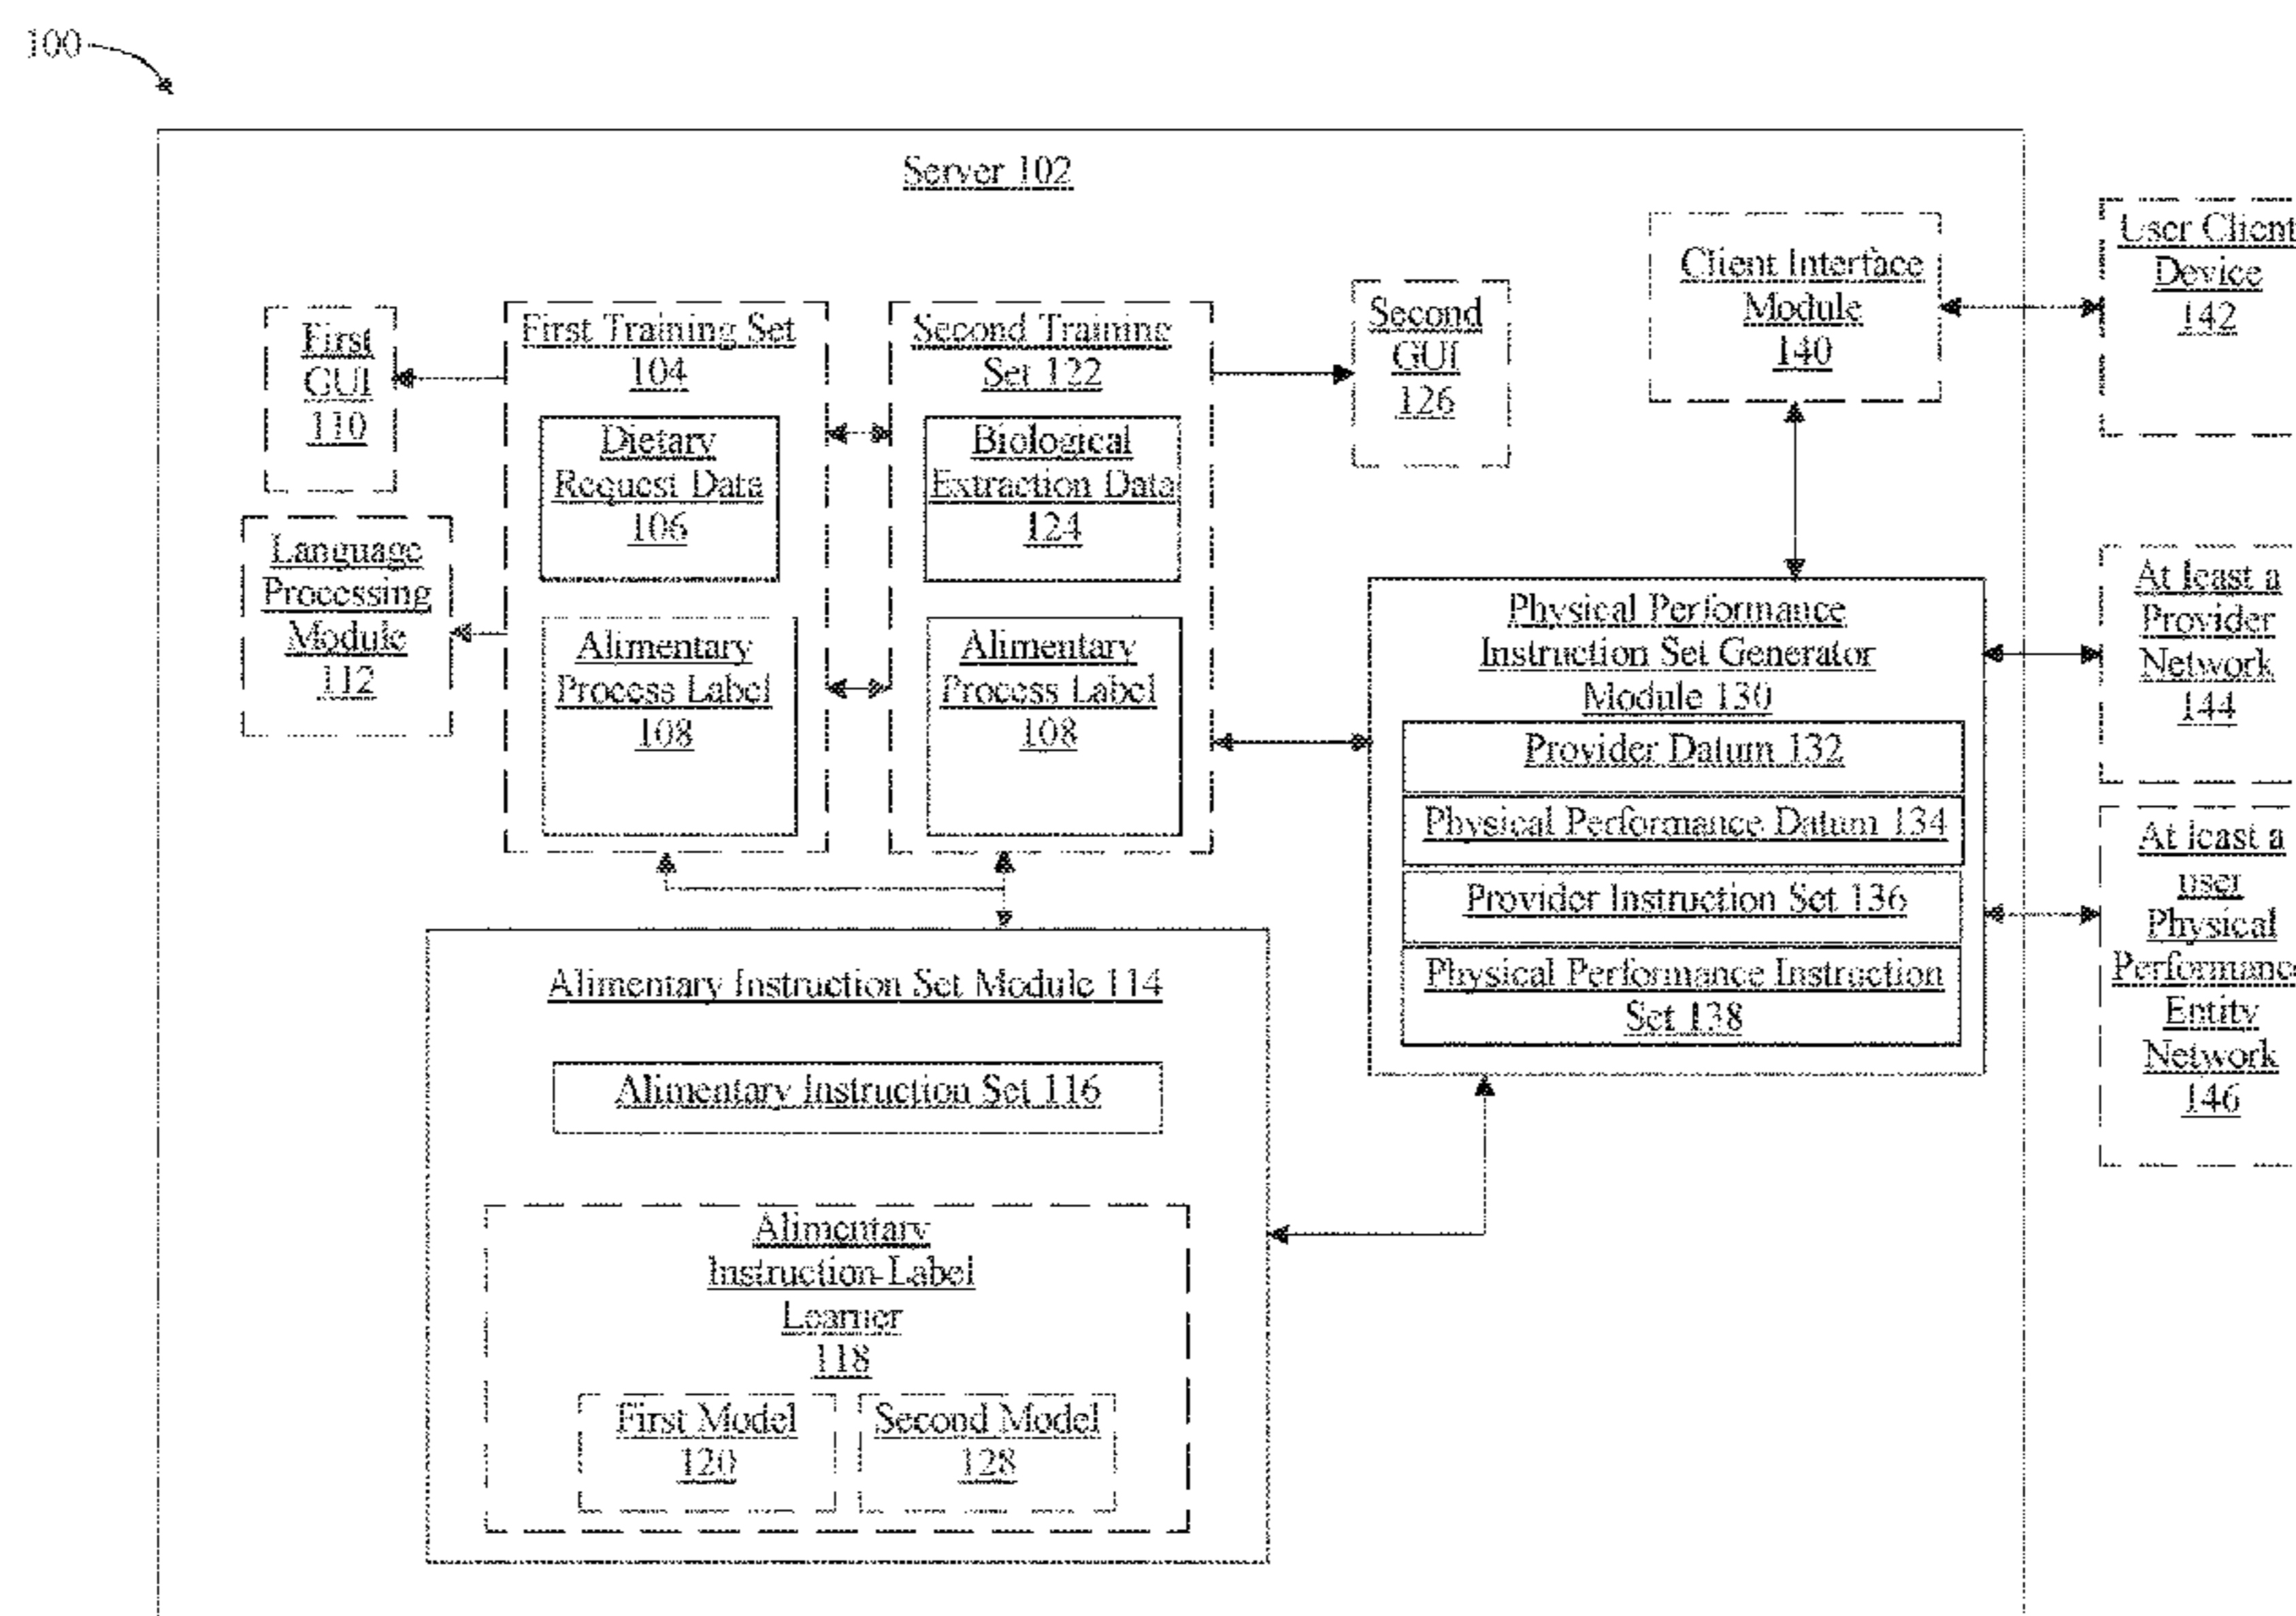 100
Server 102
First
GUI
110
Language
Processing
Module
112
First Training Set
104
Dietary
Request Data
106
Alimentary
Process Label
108
Second Training
Set 122
Biological
Extraction Data
124
Alimentary
Process Label
108
Second
GUI
126
Client Interface
Module
140
User Client
Device
142
Physical Performance
Instruction Set Generator
Module 130
Provider Datum 132
Physical Performance Datum 134
Provider Instruction Set 136
Physical Performance Instruction
Set 138
At least a
Provider
Network
144
At least a
user
Physical
Performance
Entity
Network
146
Alimentary Instruction Set Module 114
Alimentary Instruction Set 116
Alimentary
Instruction-Label
Learner
118
First Model
120
Second Model
128